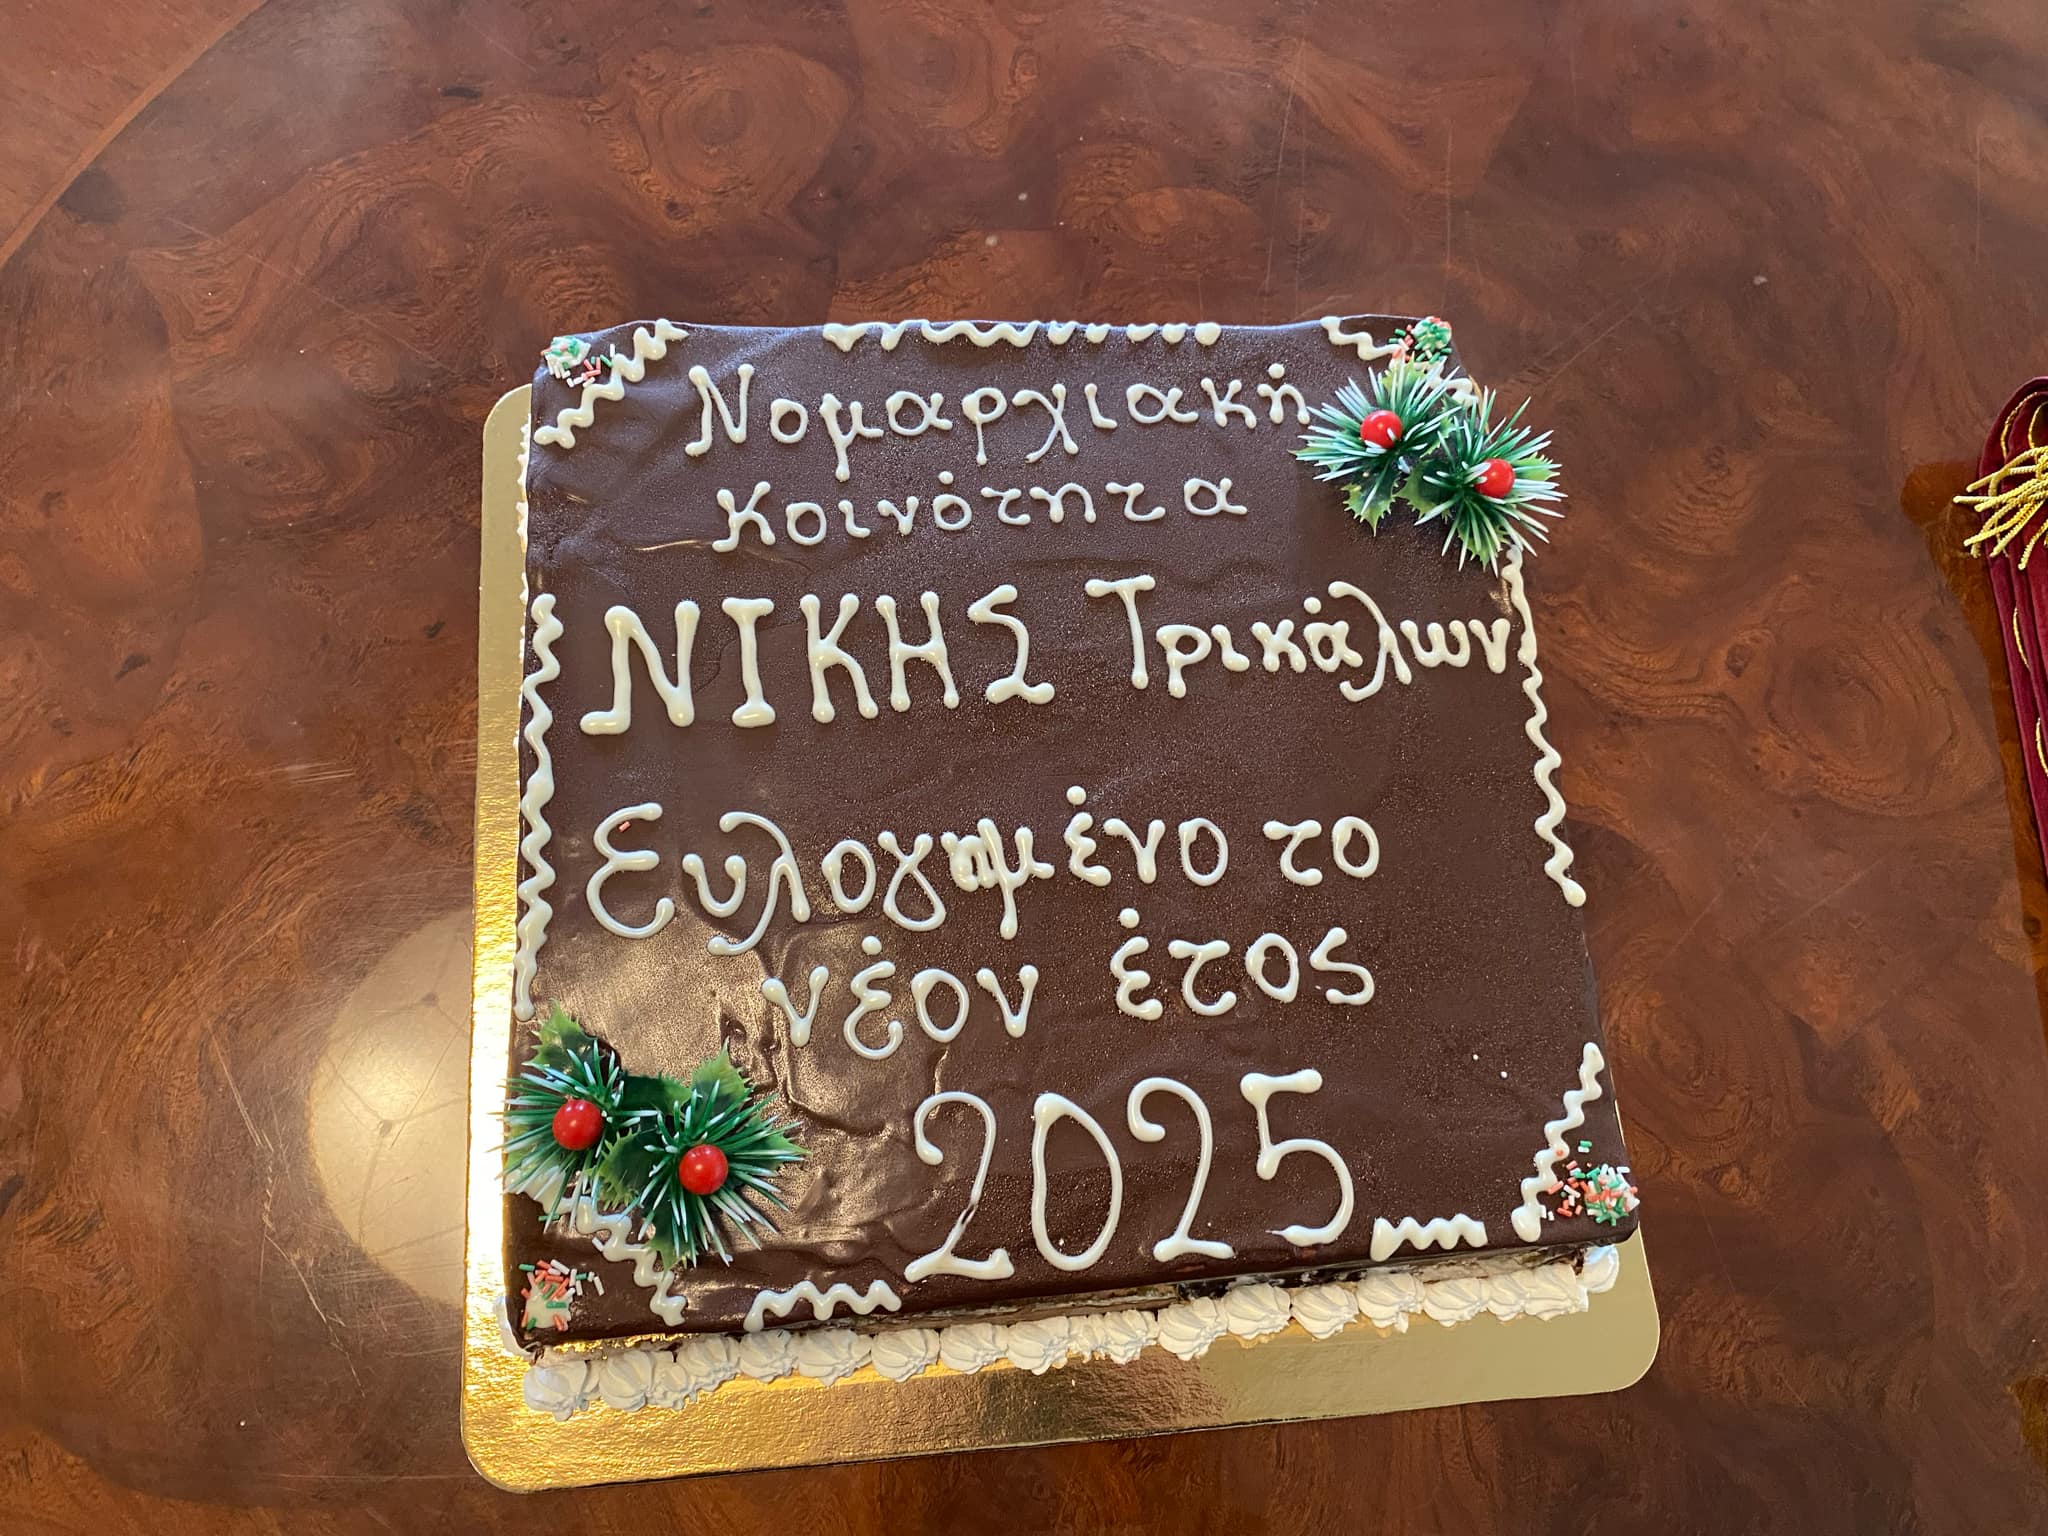 Νομαρχιακή
Κοινότητα
ΝΙΚΗΣ Τρικάλων
Ευλογημένο το
νέον έτος
2025